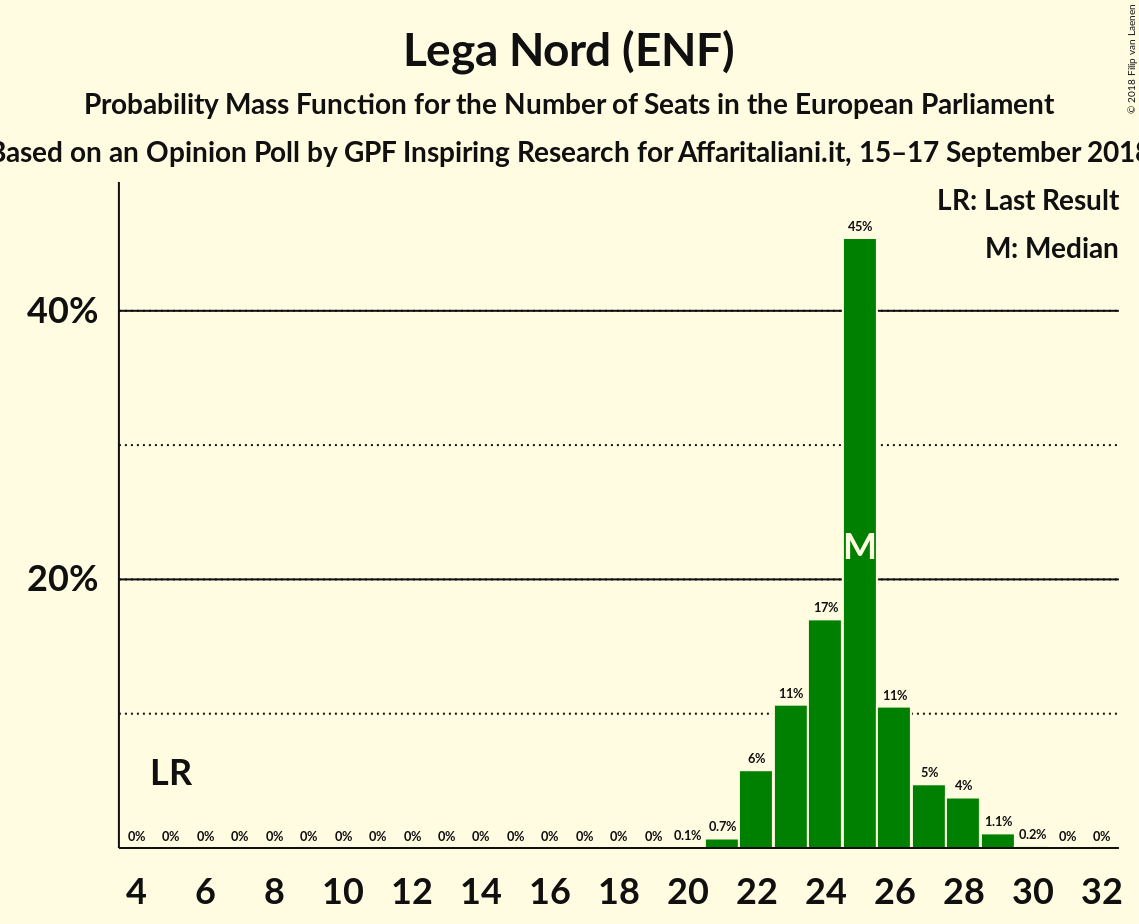 Lega Nord (ENF)
Probability Mass Function for the Number of Seats in the European Parliament
Based on an Opinion Poll by GPF Inspiring Research for Affaritaliani.it, 15–17 September 2018
© 2018 Filip van Laenen
LR: Last Result
M: Median
40%
20%
45%
M
17%
11%
11%
6%
5%
4%
LR
0% 0% 0% 0% 0% 0% 0% 0% 0% 0% 0% 0% 0% 0% 0% 0% 0.1% 0.7% 1.1% 0.2% 0% 0%
4 6 8 10 12 14 16 18 20 22 24 26 28 30 32